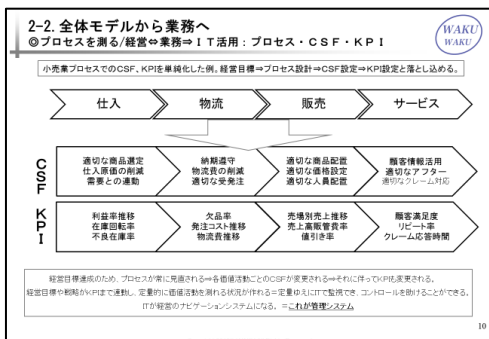 2-2. 全体モデルから業務へ
◎プロセスを測る/経営⇔業務⇒ＩＴ活用：プロセス・ＣＳＦ・ＫＰＩ
WAKU
WAKU
小売業プロセスでのCSF、KPIを単純化した例。経営目標⇒プロセス設計⇒CSF設定⇒KPI設定と落とし込める。
仕入
物流
販売
サービス
CSF
適切な商品選定
仕入原価の削減
需要との連動
納期遵守
物流費の削減
適切な受発注
適切な商品配置
適切な価格設定
適切な人員配置
顧客情報活用
適切なアフター
適切なクレーム対応
KPI
利益率推移
在庫回転率
不良在庫率
欠品率
発注コスト推移
物流費推移
売場別売上推移
売上高販管費率
値引き率
顧客満足度
リピート率
クレーム応答時間
経営目標達成のため、プロセスが常に見直される⇒各価値活動ごとのCSFが変更される⇒それに伴ってKPIも変更される。
経営目標や戦略がKPIまで連動し、定量的に価値活動を測れる状況が作れる＝定量ゆえにITで監視でき、コントロールを助けることができる。
ITが経営のナビゲーションシステムになる。＝これが管理システム
10